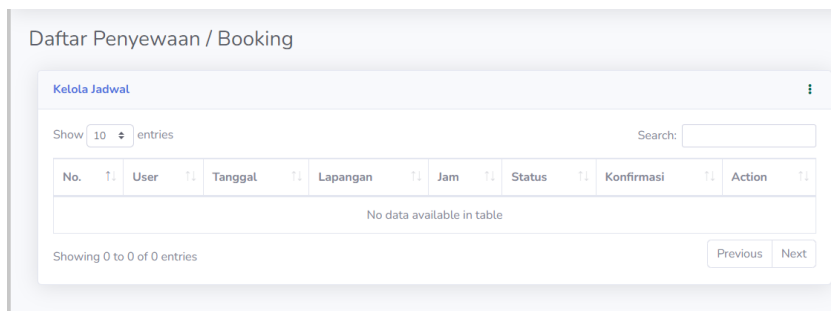 Daftar Penyewaan / Booking
Kelola Jadwal
Show 10 entries Search:
No. User Tanggal Lapangan Jam Status Konfirmasi Action
No data available in table
Showing 0 to 0 of 0 entries Previous Next